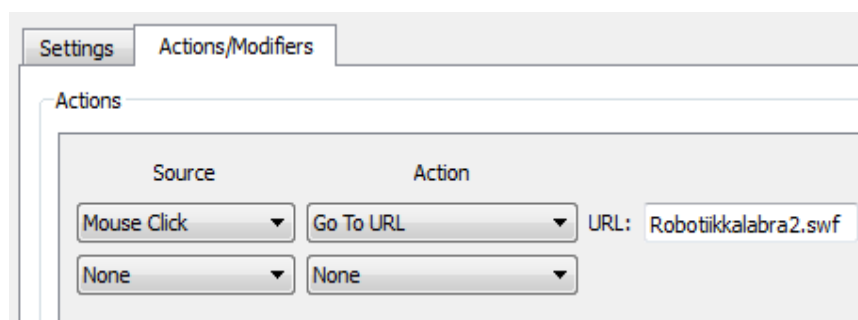 Settings Actions/Modifiers
Actions
Source Action
Mouse Click Go To URL URL: Robotiikkalabra2.swf
None None